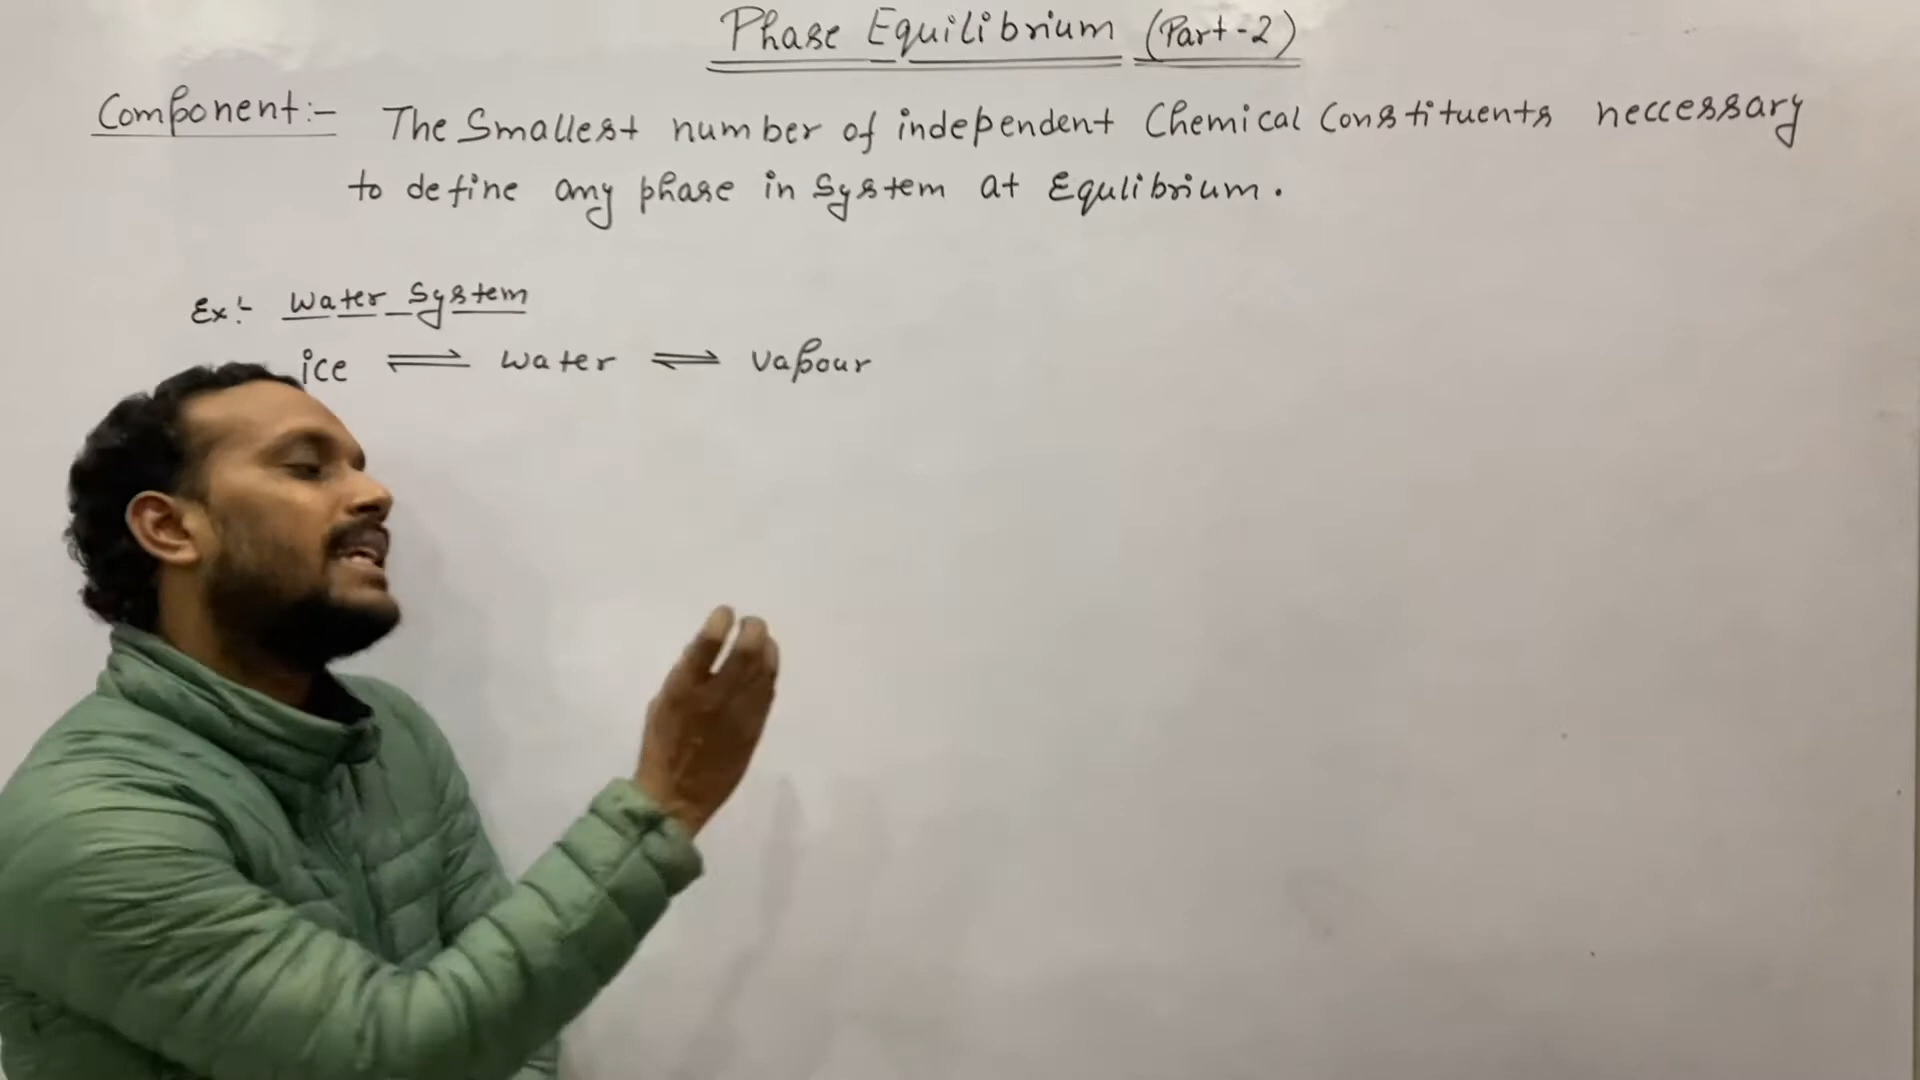 Phase Equilibrium (Part-2)
Component:- The Smallest number of independent Chemical Constituents neccessary
to define any phase in System at Equlibrium.
Ex:- Water System
ice ⇌ water ⇌ vapour